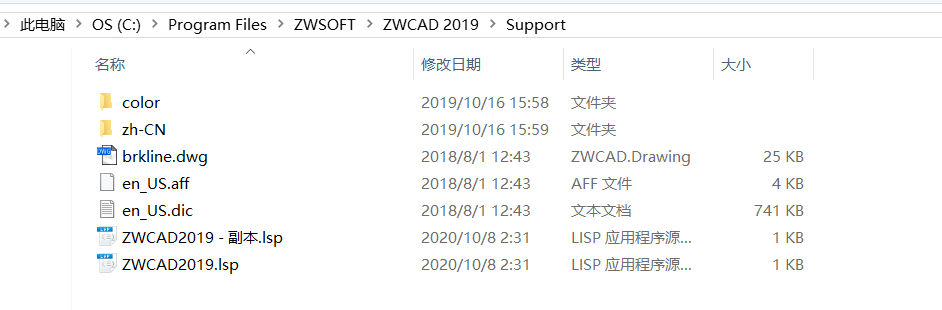 此电脑 > OS (C:) > Program Files > ZWSOFT > ZWCAD 2019 > Support
名称 修改日期 类型 大小
color 2019/10/16 15:58 文件夹
zh-CN 2019/10/16 15:59 文件夹
brkline.dwg 2018/8/1 12:43 ZWCAD.Drawing 25 KB
en_US.aff 2018/8/1 12:43 AFF 文件 4 KB
en_US.dic 2018/8/1 12:43 文本文档 741 KB
ZWCAD2019 - 副本.lsp 2020/10/8 2:31 LISP 应用程序源... 1 KB
ZWCAD2019.lsp 2020/10/8 2:31 LISP 应用程序源... 1 KB